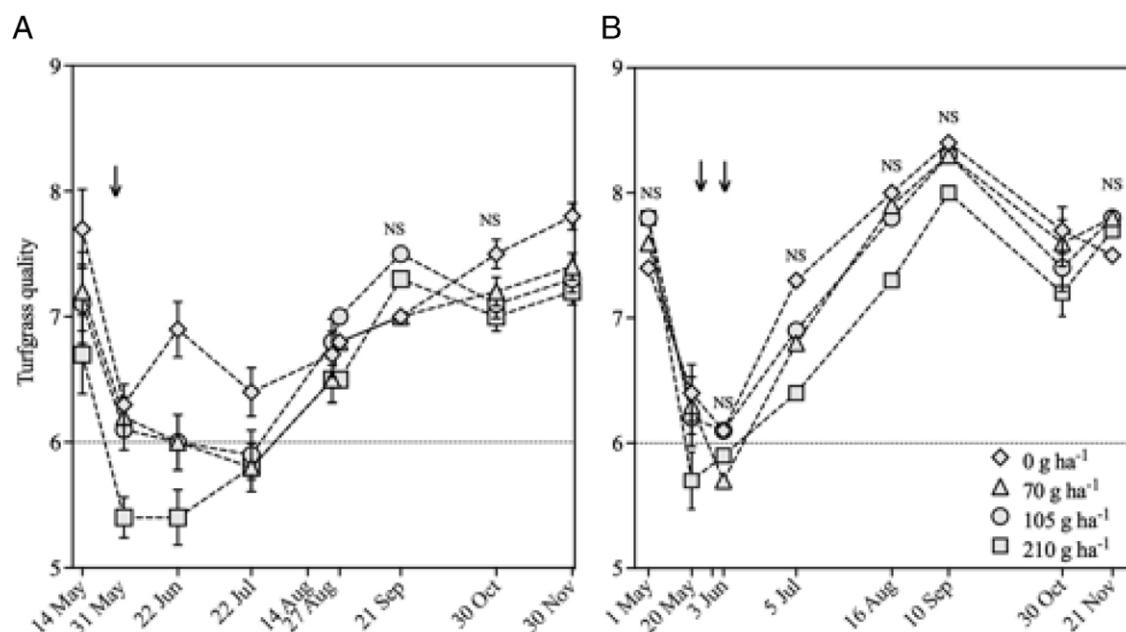 A
B
Turfgrass quality
9
8
7
6
5
NS
NS
14 May
31 May
22 Jun
22 Jul
14 Aug
27 Aug
21 Sep
30 Oct
30 Nov
9
8
7
6
5
NS
NS
NS
NS
NS
NS
0 g ha-1
70 g ha-1
105 g ha-1
210 g ha-1
1 May
20 May
3 Jun
5 Jul
16 Aug
10 Sep
30 Oct
21 Nov